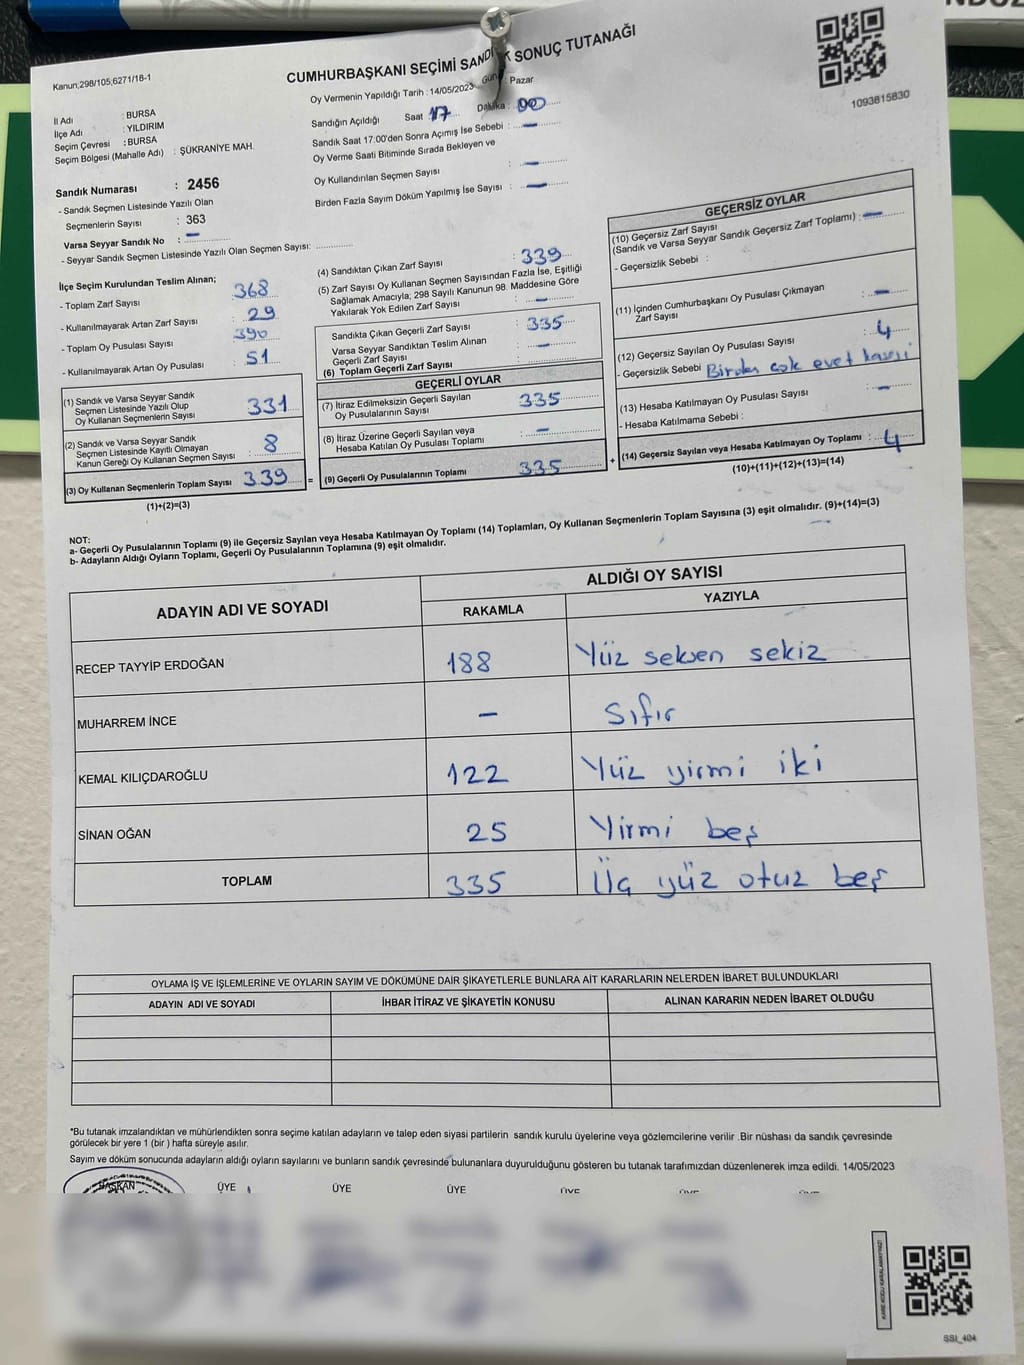 Kanun;298/105,6271/18-1
CUMHURBAŞKANI SEÇİMİ SANDIK SONUÇ TUTANAĞI
1093815830
Oy Vermenin Yapıldığı Tarih : 14/05/2023 Gün : Pazar
Sandığın Açıldığı Saat 17 Dakika : 00
Sandık Saat 17:00'den Sonra Açımış İse Sebebi : —
Oy Verme Saati Bitiminde Sırada Bekleyen ve
Oy Kullandırılan Seçmen Sayısı : —
Birden Fazla Sayım Döküm Yapılmış İse Sayısı : —
İl Adı : BURSA
İlçe Adı : YILDIRIM
Seçim Çevresi : BURSA
Seçim Bölgesi (Mahalle Adı) : ŞÜKRANİYE MAH.
Sandık Numarası : 2456
- Sandık Seçmen Listesinde Yazılı Olan
Seçmenlerin Sayısı : 363
Varsa Seyyar Sandık No : —
- Seyyar Sandık Seçmen Listesinde Yazılı Olan Seçmen Sayısı:
İlçe Seçim Kurulundan Teslim Alınan;
- Toplam Zarf Sayısı : 368
- Kullanılmayarak Artan Zarf Sayısı : 29
- Toplam Oy Pusulası Sayısı : 390
- Kullanılmayarak Artan Oy Pusulası : 51
(1) Sandık ve Varsa Seyyar Sandık
Seçmen Listesinde Yazılı Olup
Oy Kullanan Seçmenlerin Sayısı : 331
(2) Sandık ve Varsa Seyyar Sandık
Seçmen Listesinde Kayıtlı Olmayan
Kanun Gereği Oy Kullanan Seçmen Sayısı : 8
(3) Oy Kullanan Seçmenlerin Toplam Sayısı 339 =
(1)+(2)=(3)
(4) Sandıktan Çıkan Zarf Sayısı : 339
(5) Zarf Sayısı Oy Kullanan Seçmen Sayısından Fazla İse, Eşitliği
Sağlamak Amacıyla; 298 Sayılı Kanunun 98. Maddesine Göre
Yakılarak Yok Edilen Zarf Sayısı : —
Sandıkta Çıkan Geçerli Zarf Sayısı : 335
Varsa Seyyar Sandıktan Teslim Alınan
Geçerli Zarf Sayısı : —
(6) Toplam Geçerli Zarf Sayısı :
GEÇERLİ OYLAR
(7) İtiraz Edilmeksizin Geçerli Sayılan
Oy Pusulalarının Sayısı : 335
(8) İtiraz Üzerine Geçerli Sayılan veya
Hesaba Katılan Oy Pusulası Toplamı : —
(9) Geçerli Oy Pusulalarının Toplamı : 335 +
GEÇERSİZ OYLAR
(10) Geçersiz Zarf Sayısı
(Sandık ve Varsa Seyyar Sandık Geçersiz Zarf Toplamı) : —
- Geçersizlik Sebebi :
(11) İçinden Cumhurbaşkanı Oy Pusulası Çıkmayan
Zarf Sayısı : —
(12) Geçersiz Sayılan Oy Pusulası Sayısı : 4
- Geçersizlik Sebebi Birden çok evet kaşesi
(13) Hesaba Katılmayan Oy Pusulası Sayısı : —
- Hesaba Katılmama Sebebi :
(14) Geçersiz Sayılan veya Hesaba Katılmayan Oy Toplamı : 4
(10)+(11)+(12)+(13)=(14)
NOT:
a- Geçerli Oy Pusulalarının Toplamı (9) ile Geçersiz Sayılan veya Hesaba Katılmayan Oy Toplamı (14) Toplamları, Oy Kullanan Seçmenlerin Toplam Sayısına (3) eşit olmalıdır. (9)+(14)=(3)
b- Adayların Aldığı Oyların Toplamı, Geçerli Oy Pusulalarının Toplamına (9) eşit olmalıdır.
ADAYIN ADI VE SOYADI ALDIĞI OY SAYISI
RAKAMLA YAZIYLA
RECEP TAYYİP ERDOĞAN 188 Yüz seksen sekiz
MUHARREM İNCE — Sıfır
KEMAL KILIÇDAROĞLU 122 Yüz yirmi iki
SİNAN OĞAN 25 Yirmi beş
TOPLAM 335 Üç yüz otuz beş
OYLAMA İŞ VE İŞLEMLERİNE VE OYLARIN SAYIM VE DÖKÜMÜNE DAİR ŞİKAYETLERLE BUNLARA AİT KARARLARIN NELERDEN İBARET BULUNDUKLARI
ADAYIN ADI VE SOYADI İHBAR İTİRAZ VE ŞİKAYETİN KONUSU ALINAN KARARIN NEDEN İBARET OLDUĞU
*Bu tutanak imzalandıktan ve mühürlendikten sonra seçime katılan adayların ve talep eden siyasi partilerin sandık kurulu üyelerine veya gözlemcilerine verilir .Bir nüshası da sandık çevresinde
görülecek bir yere 1 (bir ) hafta süreyle asılır.
Sayım ve döküm sonucunda adayların aldığı oyların sayılarını ve bunların sandık çevresinde bulunanlara duyurulduğunu gösteren bu tutanak tarafımızdan düzenlenerek imza edildi. 14/05/2023
BAŞKAN ÜYE ÜYE ÜYE ÜYE ÜYE ÜYE
KARE KODU KARALAMAYINIZ!
SSI_404